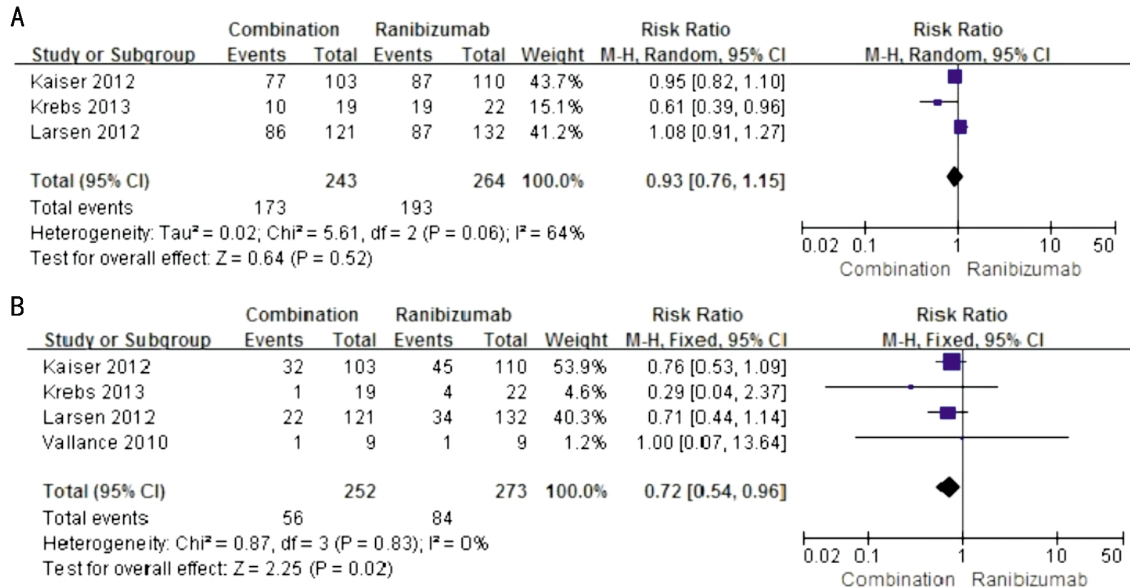 A
Combination Ranibizumab Risk Ratio Risk Ratio
Study or Subgroup Events Total Events Total Weight M-H, Random, 95% CI M-H, Random, 95% CI
Kaiser 2012 77 103 87 110 43.7% 0.95 [0.82, 1.10]
Krebs 2013 10 19 19 22 15.1% 0.61 [0.39, 0.96]
Larsen 2012 86 121 87 132 41.2% 1.08 [0.91, 1.27]
Total (95% CI) 243 264 100.0% 0.93 [0.76, 1.15]
Total events 173 193
Heterogeneity: Tau² = 0.02; Chi² = 5.61, df = 2 (P = 0.06); I² = 64%
Test for overall effect: Z = 0.64 (P = 0.52)
0.02 0.1 1 10 50
Combination Ranibizumab
B
Combination Ranibizumab Risk Ratio Risk Ratio
Study or Subgroup Events Total Events Total Weight M-H, Fixed, 95% CI M-H, Fixed, 95% CI
Kaiser 2012 32 103 45 110 53.9% 0.76 [0.53, 1.09]
Krebs 2013 1 19 4 22 4.6% 0.29 [0.04, 2.37]
Larsen 2012 22 121 34 132 40.3% 0.71 [0.44, 1.14]
Vallance 2010 1 9 1 9 1.2% 1.00 [0.07, 13.64]
Total (95% CI) 252 273 100.0% 0.72 [0.54, 0.96]
Total events 56 84
Heterogeneity: Chi² = 0.87, df = 3 (P = 0.83); I² = 0%
Test for overall effect: Z = 2.25 (P = 0.02)
0.02 0.1 1 10 50
Combination Ranibizumab